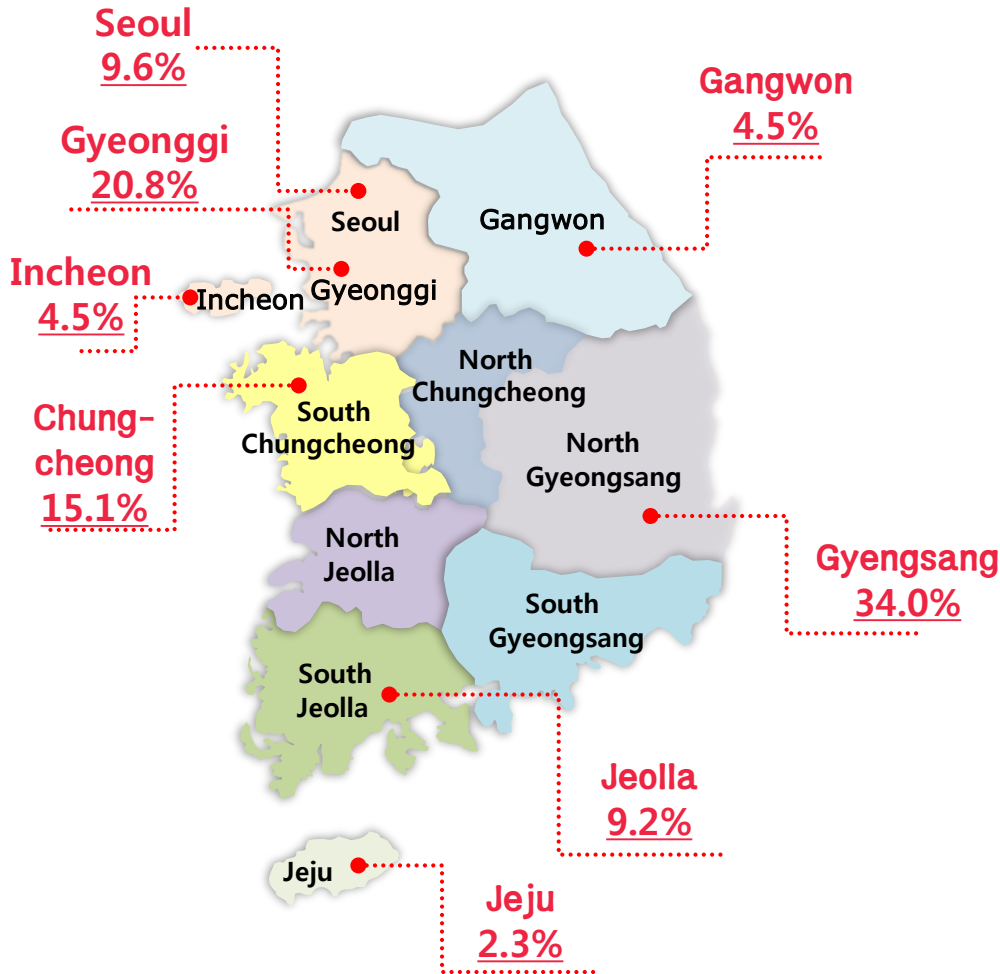 Seoul
9.6%
Gangwon
4.5%
Gyeonggi
20.8%
Seoul
Gangwon
Incheon
4.5%
Incheon
Gyeonggi
North
Chungcheong
Chung-
cheong
15.1%
South
Chungcheong
North
Gyeongsang
North
Jeolla
Gyengsang
34.0%
South
Gyeongsang
South
Jeolla
Jeolla
9.2%
Jeju
Jeju
2.3%